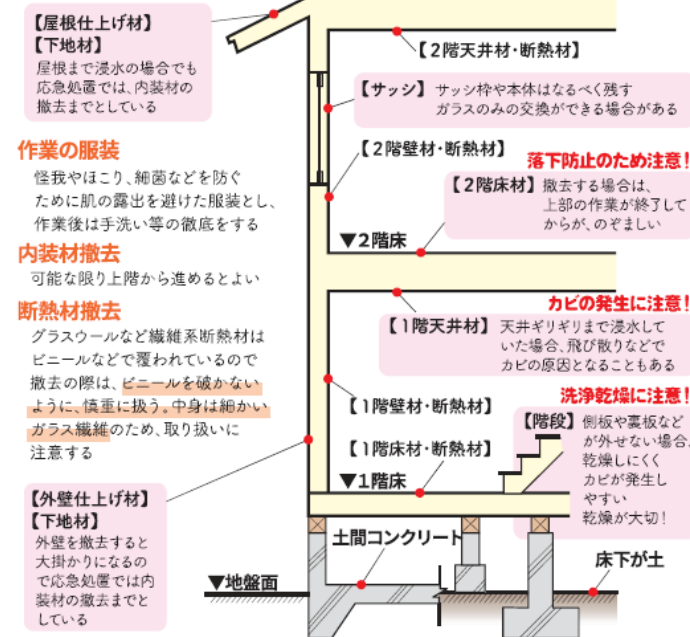 【屋根仕上げ材】
【下地材】
屋根まで浸水の場合でも
応急処置では、内装材の
撤去までとしている
【2階天井材・断熱材】
【サッシ】サッシ枠や本体はなるべく残す
ガラスのみの交換ができる場合がある
作業の服装
怪我やほこり、細菌などを防ぐ
ために肌の露出を避けた服装とし、
作業後は手洗い等の徹底をする
【2階壁材・断熱材】
落下防止のため注意!
【2階床材】撤去する場合は、
上部の作業が終了して
からが、のぞましい
▼2階床
内装材撤去
可能な限り上階から進めるとよい
断熱材撤去
グラスウールなど繊維系断熱材は
ビニールなどで覆われているので
撤去の際は、ビニールを破かない
ように、慎重に扱う。中身は細かい
ガラス繊維のため、取り扱いに
注意する
カビの発生に注意!
【1階天井材】天井ギリギリまで浸水して
いた場合、飛び散りなどで
カビの原因となることもある
【1階壁材・断熱材】
洗浄乾燥に注意!
【階段】側板や裏板など
が外せない場合、
乾燥しにくく
カビが発生し
やすい
乾燥が大切!
【1階床材・断熱材】
▼1階床
【外壁仕上げ材】
【下地材】
外壁を撤去すると
大掛かりになるの
で応急処置では内
装材の撤去までと
している
土間コンクリート
▼地盤面
床下が土